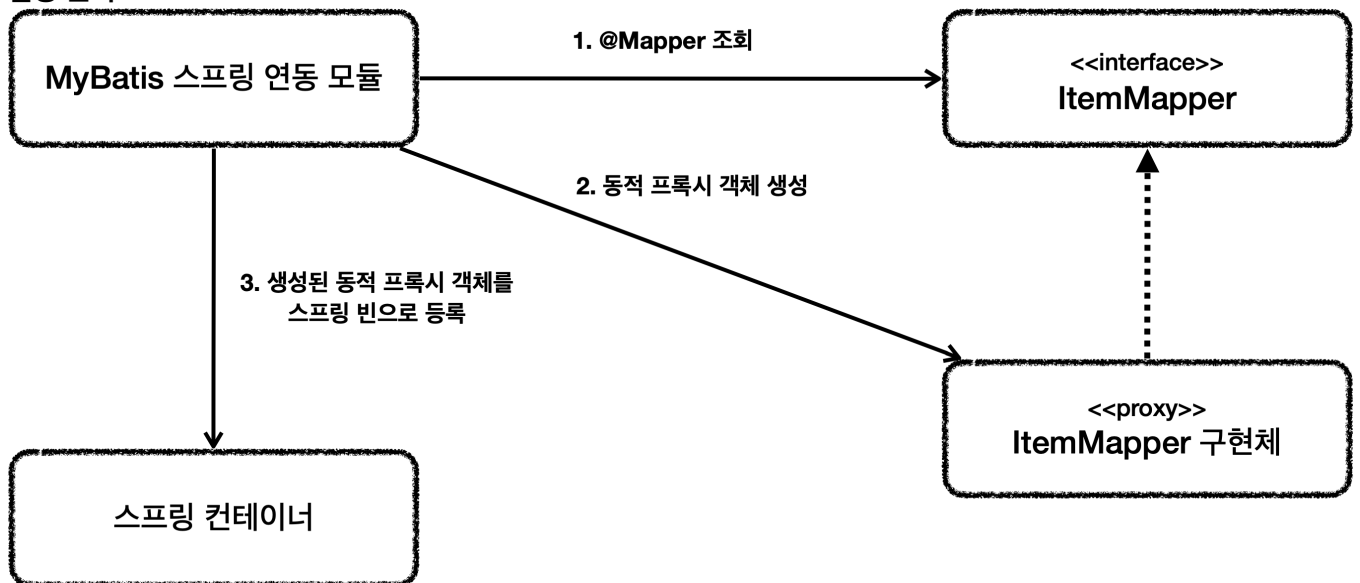 MyBatis 스프링 연동 모듈
1. @Mapper 조회
<<interface>>
ItemMapper
2. 동적 프록시 객체 생성
3. 생성된 동적 프록시 객체를
스프링 빈으로 등록
<<proxy>>
ItemMapper 구현체
스프링 컨테이너